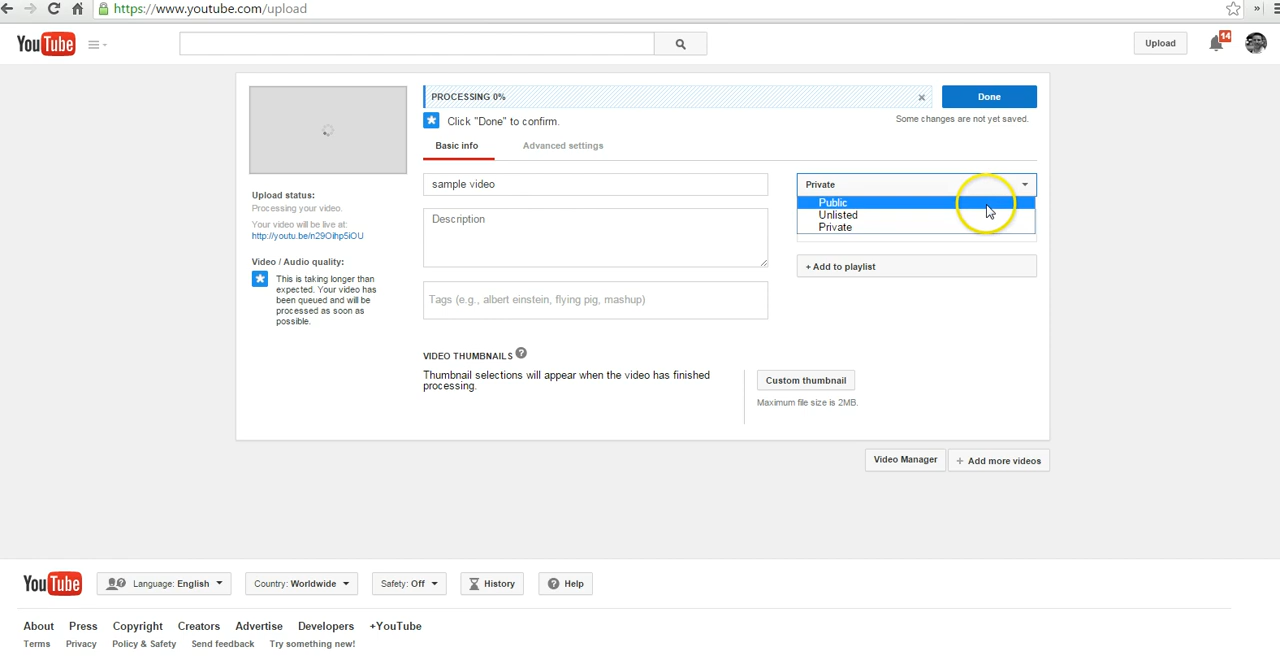 https://www.youtube.com/upload
»
YouTube
Upload
14
PROCESSING 0%
×
Done
Click "Done" to confirm.
Some changes are not yet saved.
Basic info
Advanced settings
sample video
Private
Public
Unlisted
Private
Description
+ Add to playlist
Tags (e.g., albert einstein, flying pig, mashup)
Upload status:
Processing your video.
Your video will be live at:
http://youtu.be/n29Oihp5iOU
Video / Audio quality:
This is taking longer than
expected. Your video has
been queued and will be
processed as soon as
possible.
VIDEO THUMBNAILS ?
Thumbnail selections will appear when the video has finished
processing.
Custom thumbnail
Maximum file size is 2MB.
Video Manager
+ Add more videos
YouTube
Language: English
Country: Worldwide
Safety: Off
History
? Help
About Press Copyright Creators Advertise Developers +YouTube
Terms Privacy Policy & Safety Send feedback Try something new!